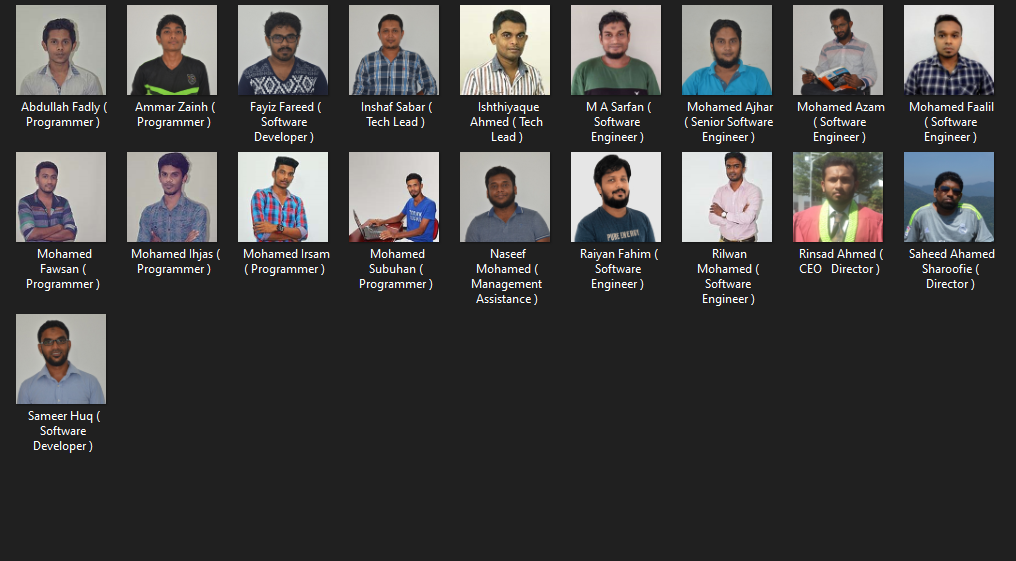 Abdullah Fadly (
Programmer )
Ammar Zainh (
Programmer )
Fayiz Fareed (
Software
Developer )
Inshaf Sabar (
Tech Lead )
Ishthiyaque
Ahmed ( Tech
Lead )
M A Sarfan (
Software
Engineer )
Mohamed Ajhar
( Senior Software
Engineer )
Mohamed Azam
( Software
Engineer )
Mohamed Faalil
( Software
Engineer )
Mohamed
Fawsan (
Programmer )
Mohamed Ihjas (
Programmer )
Mohamed Irsam
( Programmer )
Mohamed
Subuhan (
Programmer )
Naseef
Mohamed (
Management
Assistance )
PURE ENERGY
Raiyan Fahim (
Software
Engineer )
Rilwan
Mohamed (
Software
Engineer )
Rinsad Ahmed (
CEO Director )
Saheed Ahamed
Sharoofie (
Director )
Sameer Huq (
Software
Developer )